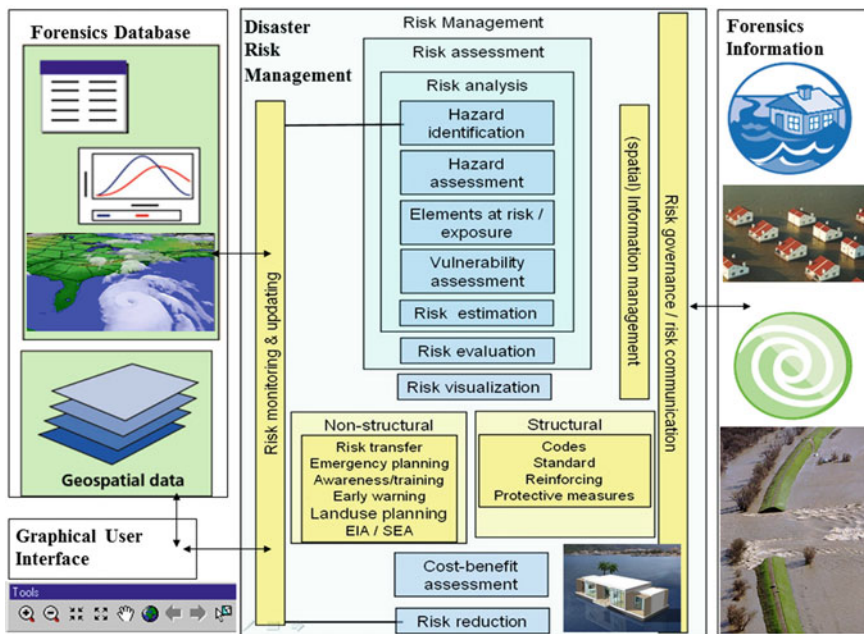 Forensics Database
Geospatial data
Graphical User
Interface
Tools
Disaster
Risk
Management
Risk Management
Risk assessment
Risk analysis
Hazard
identification
Hazard
assessment
Elements at risk /
exposure
Vulnerability
assessment
Risk estimation
Risk evaluation
Risk visualization
Risk monitoring & updating
(spatial) Information management
Risk governance / risk communication
Non-structural
Risk transfer
Emergency planning
Awareness/training
Early warning
Landuse planning
EIA / SEA
Structural
Codes
Standard
Reinforcing
Protective measures
Cost-benefit
assessment
Risk reduction
Forensics
Information